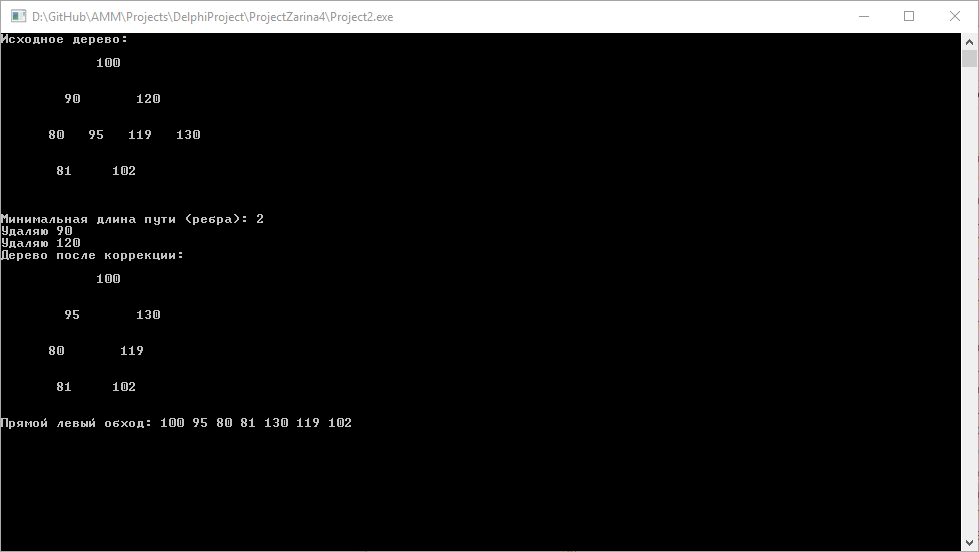 D:\GitHub\AMM\Projects\DelphiProject\ProjectZarina4\Project2.exe
Исходное дерево:
100
90 120
80 95 119 130
81 102
Минимальная длина пути (ребра): 2
Удаляю 90
Удаляю 120
Дерево после коррекции:
100
95 130
80 119
81 102
Прямой левый обход: 100 95 80 81 130 119 102